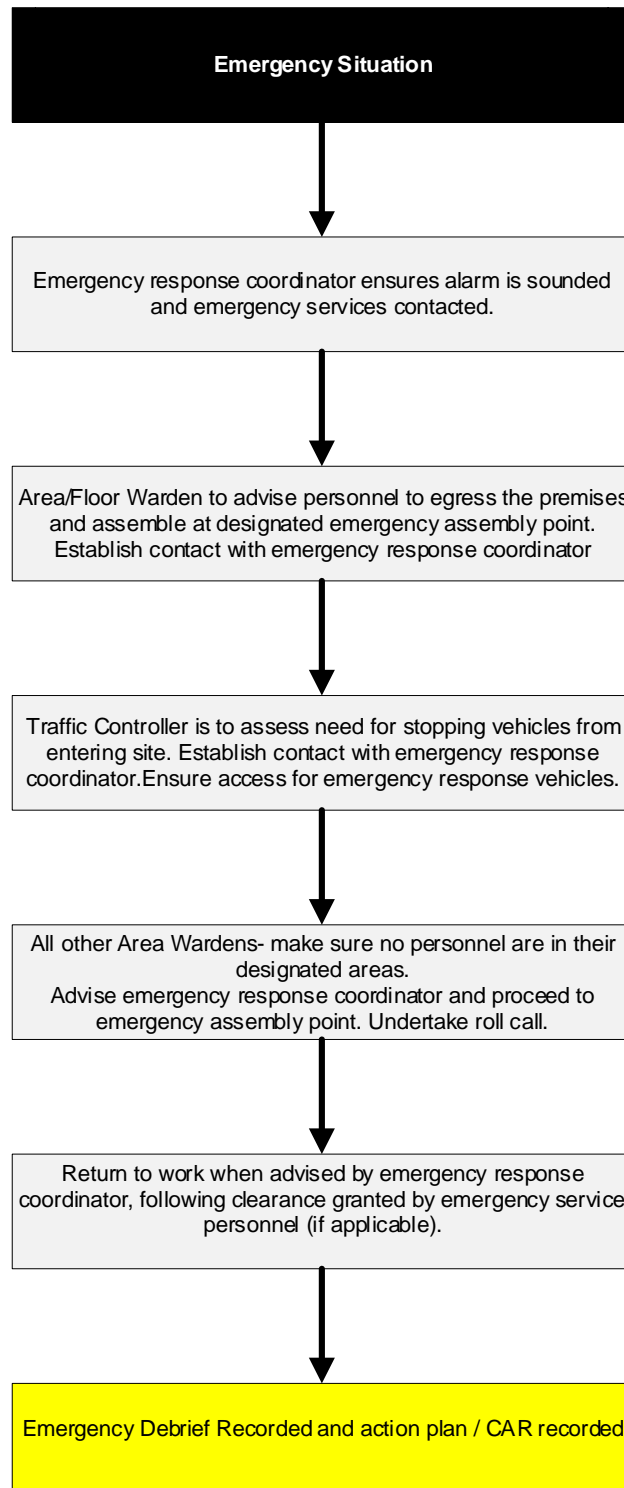 Emergency Situation
Emergency response coordinator ensures alarm is sounded
and emergency services contacted.
Area/Floor Warden to advise personnel to egress the premises
and assemble at designated emergency assembly point.
Establish contact with emergency response coordinator
Traffic Controller is to assess need for stopping vehicles from
entering site. Establish contact with emergency response
coordinator.Ensure access for emergency response vehicles.
All other Area Wardens- make sure no personnel are in their
designated areas.
Advise emergency response coordinator and proceed to
emergency assembly point. Undertake roll call.
Return to work when advised by emergency response
coordinator, following clearance granted by emergency service
personnel (if applicable).
Emergency Debrief Recorded and action plan / CAR recorded